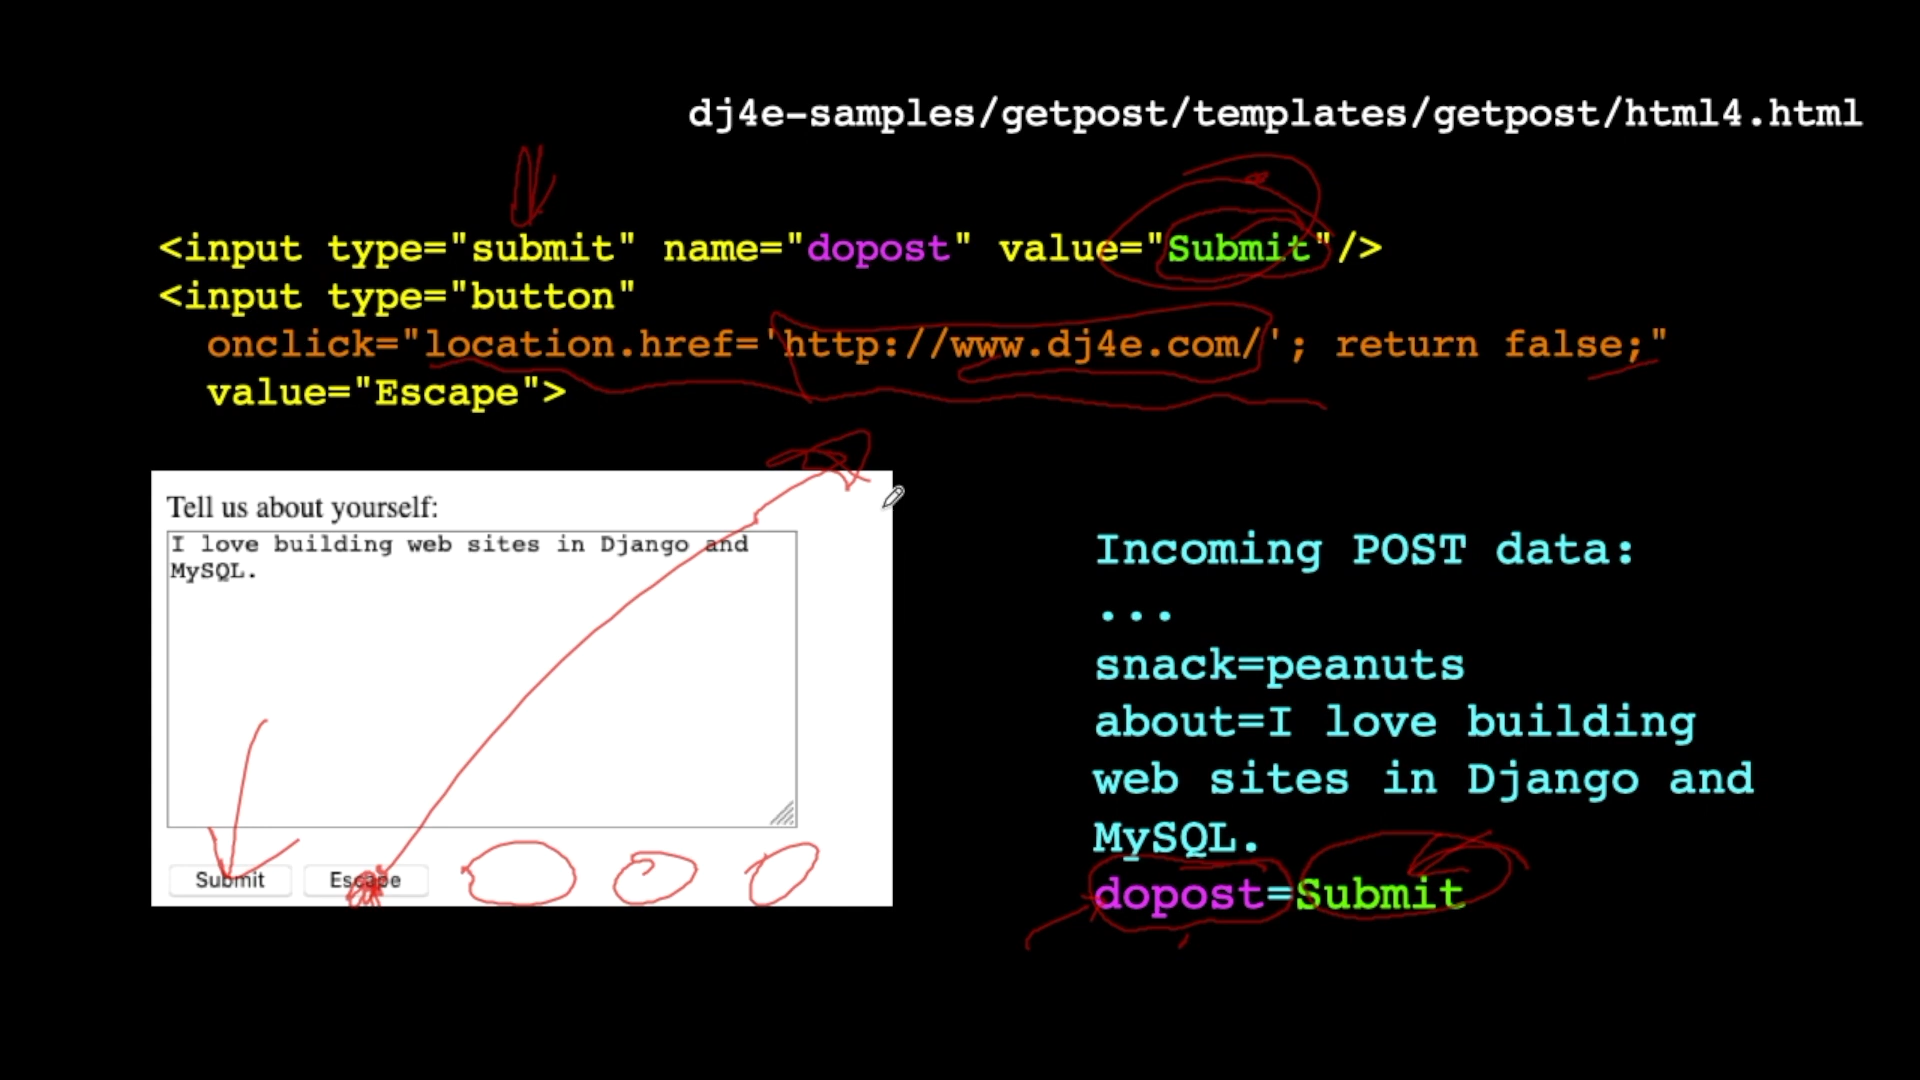 dj4e-samples/getpost/templates/getpost/html4.html
<input type="submit" name="dopost" value="Submit"/>
<input type="button"
onclick="location.href='http://www.dj4e.com/'; return false;"
value="Escape">
Tell us about yourself:
I love building web sites in Django and
MySQL.
Submit Escape
Incoming POST data:
...
snack=peanuts
about=I love building
web sites in Django and
MySQL.
dopost=Submit